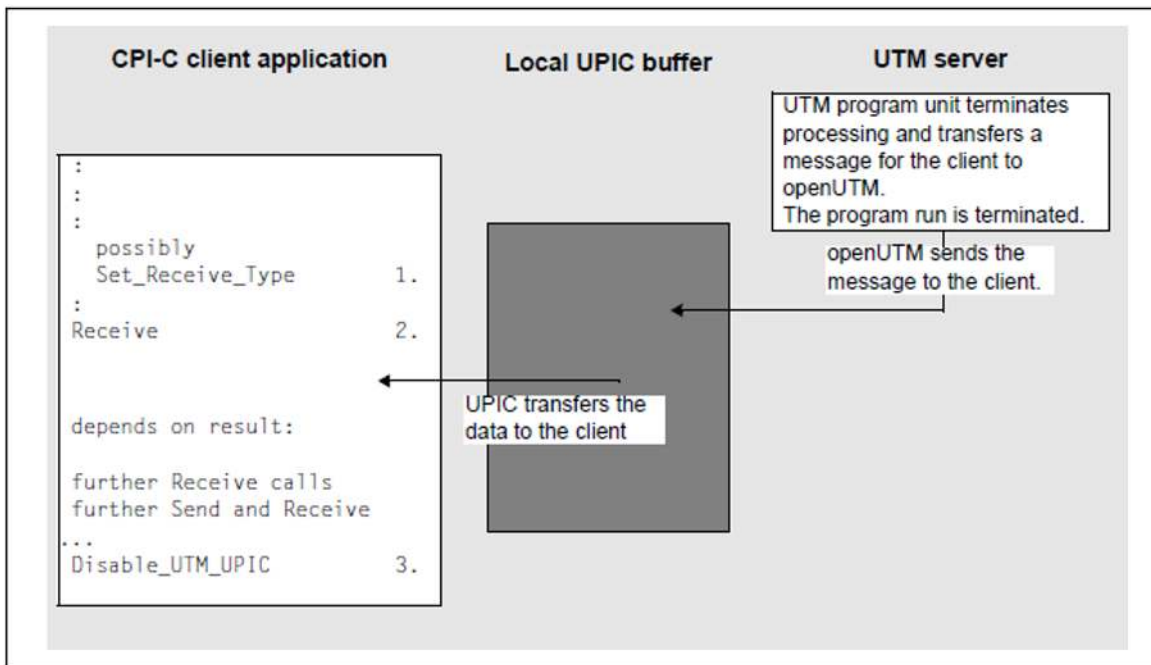 CPI-C client application
Local UPIC buffer
UTM server
UTM program unit terminates
processing and transfers a
message for the client to
openUTM.
The program run is terminated.
openUTM sends the
message to the client.
:
:
:
possibly
Set_Receive_Type 1.
:
Receive 2.
UPIC transfers the
data to the client
depends on result:
further Receive calls
further Send and Receive
...
Disable_UTM_UPIC 3.